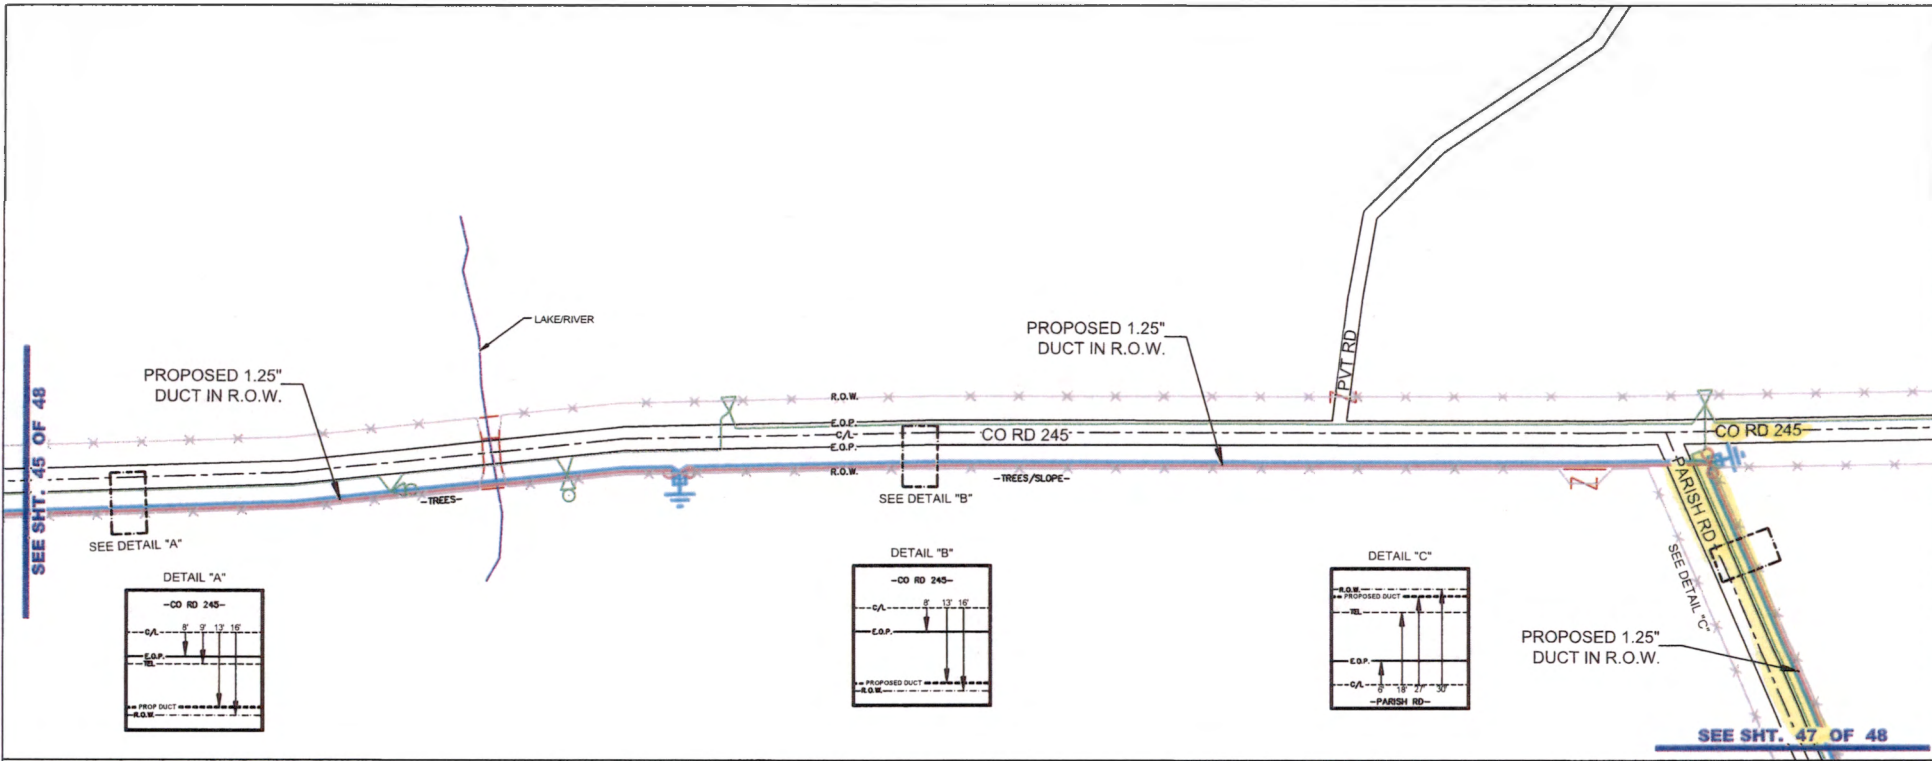 LAKE/RIVER
PROPOSED 1.25"
DUCT IN R.O.W.
PROPOSED 1.25"
DUCT IN R.O.W.
PVT RD
SEE SHT. 45 OF 48
R.O.W.
E.O.P.
C/L
E.O.P.
R.O.W.
CO RD 245
CO RD 245
-TREES-
-TREES/SLOPE-
SEE DETAIL "A"
SEE DETAIL "B"
PARISH RD
SEE DETAIL "C"
DETAIL "A"
-CO RD 245-
C/L 8' 9' 13' 16'
E.O.P.
TEL
PROP DUCT
R.O.W.
DETAIL "B"
-CO RD 245-
C/L 8' 13' 16'
E.O.P.
PROPOSED DUCT
R.O.W.
DETAIL "C"
R.O.W.
PROPOSED DUCT
TEL
E.O.P.
C/L 6' 18' 27' 30'
-PARISH RD-
PROPOSED 1.25"
DUCT IN R.O.W.
SEE SHT. 47 OF 48